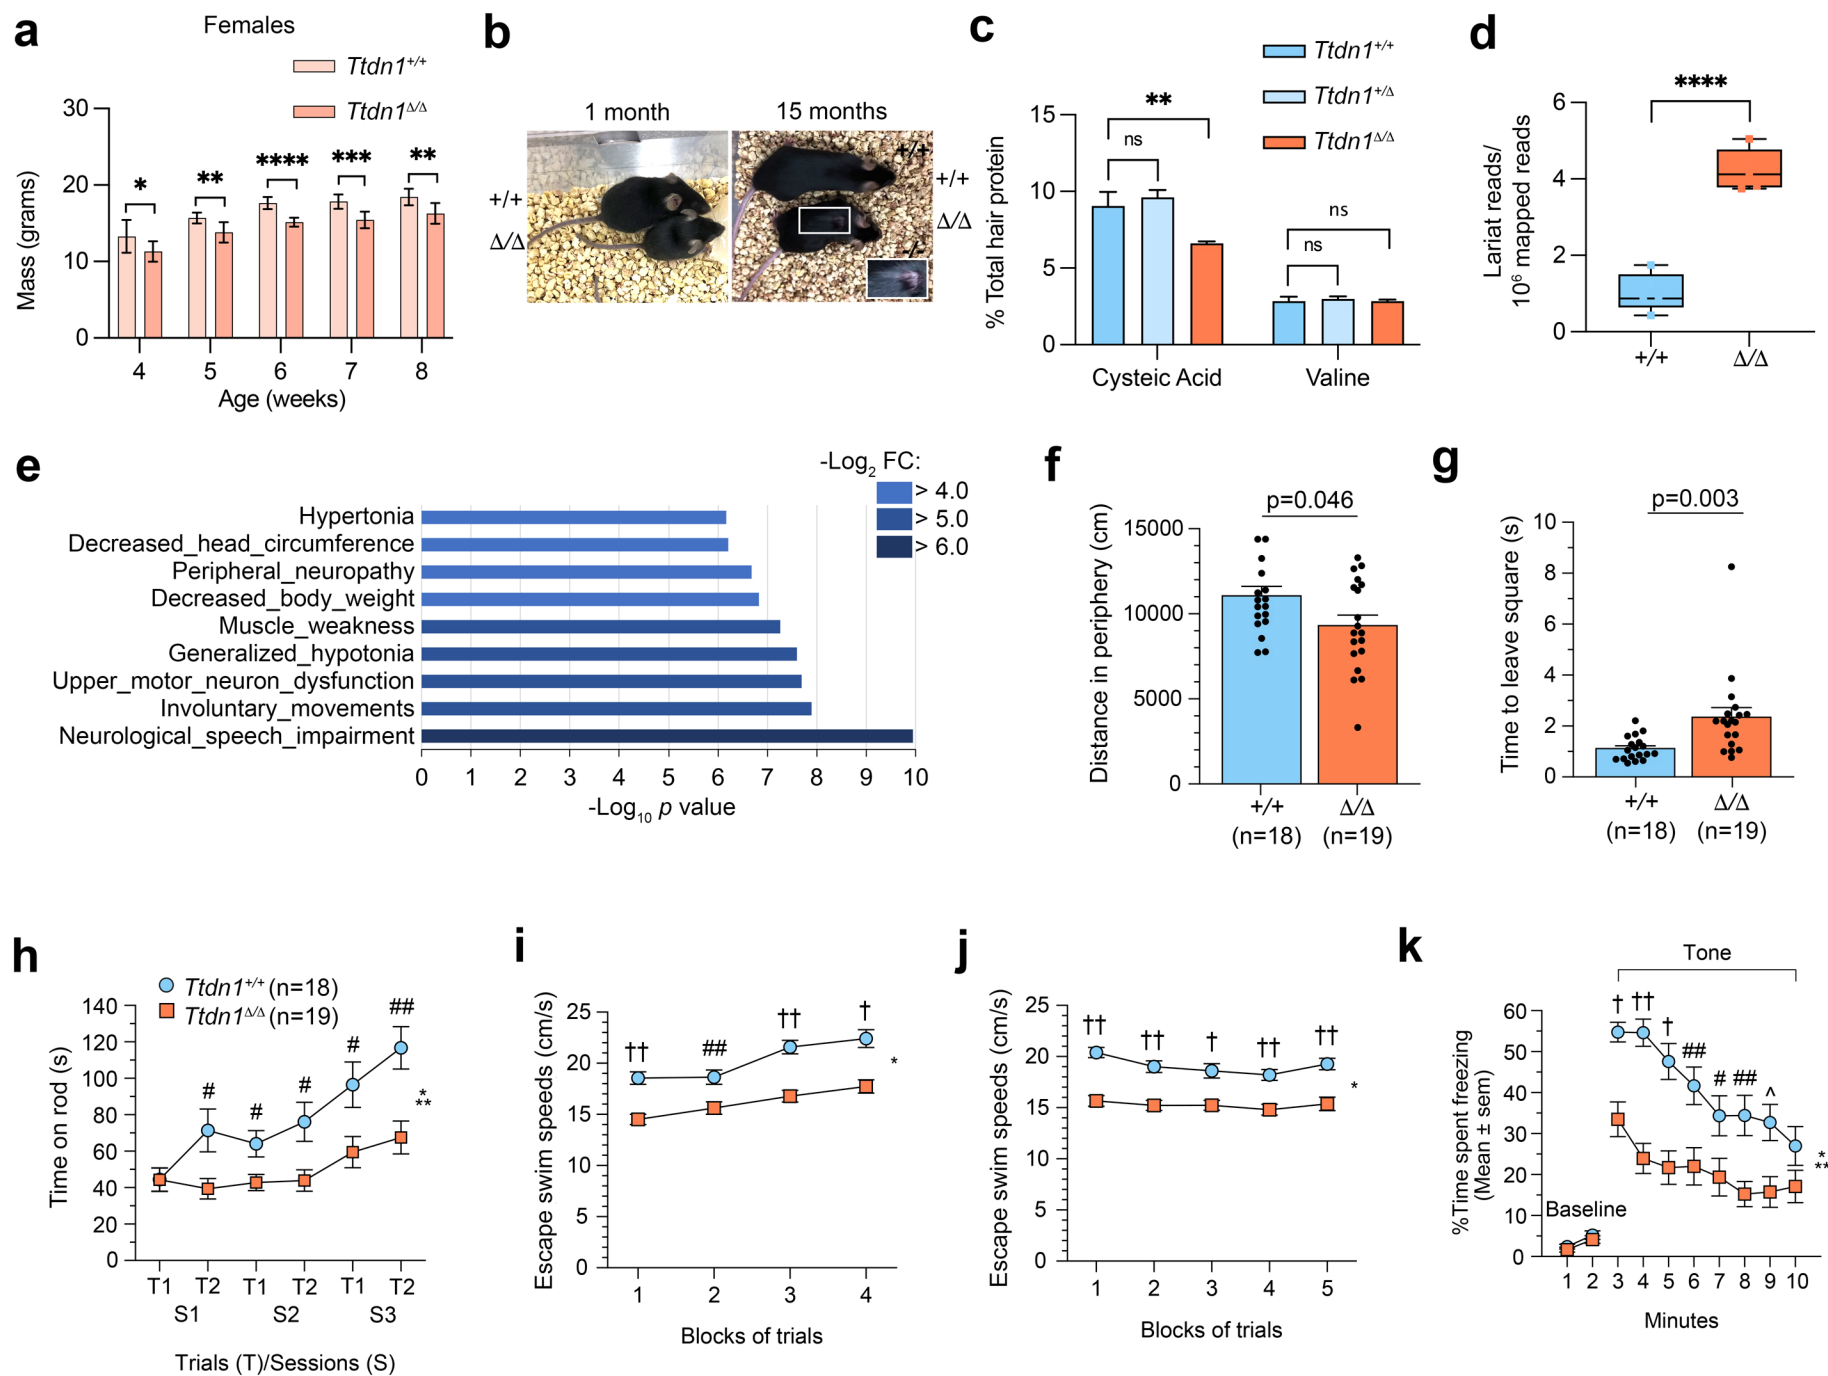 a
Females
Ttdn1+/+
TtdnΔ/Δ
30
20
10
0
Mass (grams)
*
**
****
***
**
4 5 6 7 8
Age (weeks)
b
1 month
15 months
+/+
Δ/Δ
+/+
-/-
+/+
Δ/Δ
c
Ttdn1+/+
Ttdn1+/Δ
Ttdn1Δ/Δ
% Total hair protein
15
10
5
0
**
ns
ns
ns
Cysteic Acid
Valine
d
****
Lariat reads/
10⁶ mapped reads
6
4
2
0
+/+
Δ/Δ
e
-Log₂ FC:
> 4.0
> 5.0
> 6.0
Hypertonia
Decreased_head_circumference
Peripheral_neuropathy
Decreased_body_weight
Muscle_weakness
Generalized_hypotonia
Upper_motor_neuron_dysfunction
Involuntary_movements
Neurological_speech_impairment
0 1 2 3 4 5 6 7 8 9 10
-Log₁₀ p value
f
p=0.046
Distance in periphery (cm)
15000
10000
5000
0
+/+ Δ/Δ
(n=18) (n=19)
g
p=0.003
Time to leave square (s)
10
8
6
4
2
0
+/+ Δ/Δ
(n=18) (n=19)
h
Ttdn1+/+ (n=18)
Ttdn1Δ/Δ (n=19)
Time on rod (s)
140
120
100
80
60
40
20
0
#
#
#
#
##
*
**
T1 T2 T1 T2 T1 T2
S1 S2 S3
Trials (T)/Sessions (S)
i
Escape swim speeds (cm/s)
25
20
15
10
5
0
††
##
††
†
*
1 2 3 4
Blocks of trials
j
Escape swim speeds (cm/s)
25
20
15
10
5
0
††
††
†
††
††
*
1 2 3 4 5
Blocks of trials
k
Tone
%Time spent freezing
(Mean ± sem)
60
50
40
30
20
10
0
†
††
†
##
#
##
^
*
**
Baseline
1 2 3 4 5 6 7 8 9 10
Minutes